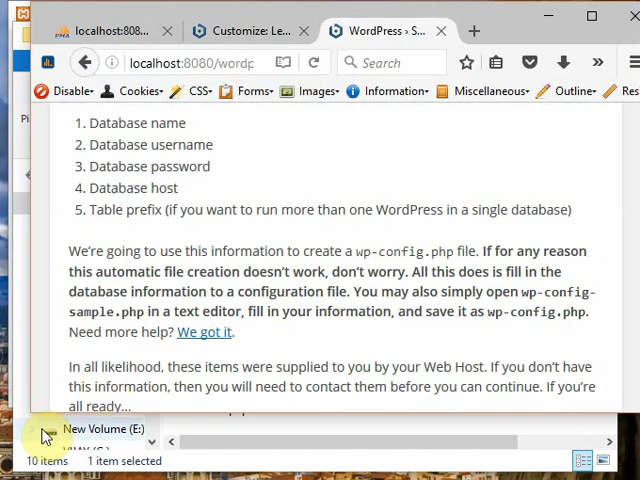 PMA localhost:808... Customize: Le... WordPress › S...
localhost:8080/wordp Search
Disable Cookies CSS Forms Images Information Miscellaneous Outline Res
1. Database name
2. Database username
3. Database password
4. Database host
5. Table prefix (if you want to run more than one WordPress in a single database)
We're going to use this information to create a wp-config.php file. If for any reason
this automatic file creation doesn't work, don't worry. All this does is fill in the
database information to a configuration file. You may also simply open wp-config-
sample.php in a text editor, fill in your information, and save it as wp-config.php.
Need more help? We got it.
In all likelihood, these items were supplied to you by your Web Host. If you don't have
this information, then you will need to contact them before you can continue. If you're
all ready...
New Volume (E:)
10 items 1 item selected